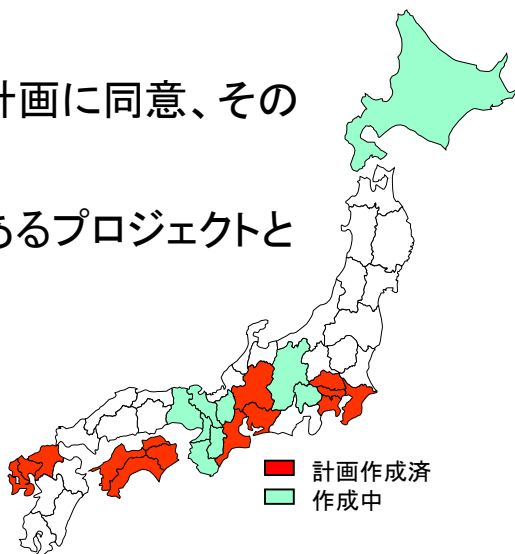 計画に同意、その
あるプロジェクトと
計画作成済
作成中